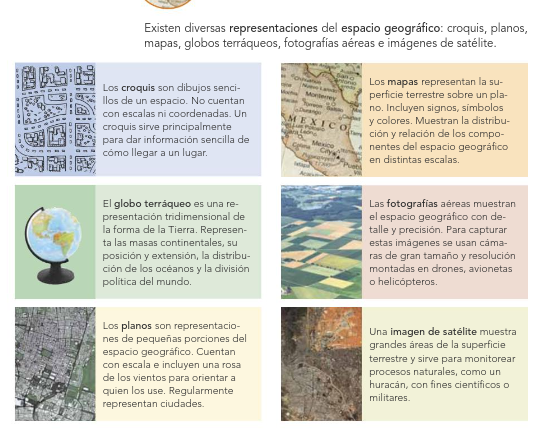 Existen diversas representaciones del espacio geográfico: croquis, planos,
mapas, globos terráqueos, fotografías aéreas e imágenes de satélite.
Los croquis son dibujos senci-
llos de un espacio. No cuentan
con escalas ni coordenadas. Un
croquis sirve principalmente
para dar información sencilla de
cómo llegar a un lugar.
MEXICO
Mexico
City
Los mapas representan la su-
perficie terrestre sobre un pla-
no. Incluyen signos, símbolos
y colores. Muestran la distribu-
ción y relación de los compo-
nentes del espacio geográfico
en distintas escalas.
El globo terráqueo es una re-
presentación tridimensional de
la forma de la Tierra. Represen-
ta las masas continentales, su
posición y extensión, la distribu-
ción de los océanos y la división
política del mundo.
Las fotografías aéreas muestran
el espacio geográfico con de-
talle y precisión. Para capturar
estas imágenes se usan cáma-
ras de gran tamaño y resolución
montadas en drones, avionetas
o helicópteros.
Los planos son representacio-
nes de pequeñas porciones del
espacio geográfico. Cuentan
con escala e incluyen una rosa
de los vientos para orientar a
quien los use. Regularmente
representan ciudades.
Una imagen de satélite muestra
grandes áreas de la superficie
terrestre y sirve para monitorear
procesos naturales, como un
huracán, con fines científicos o
militares.